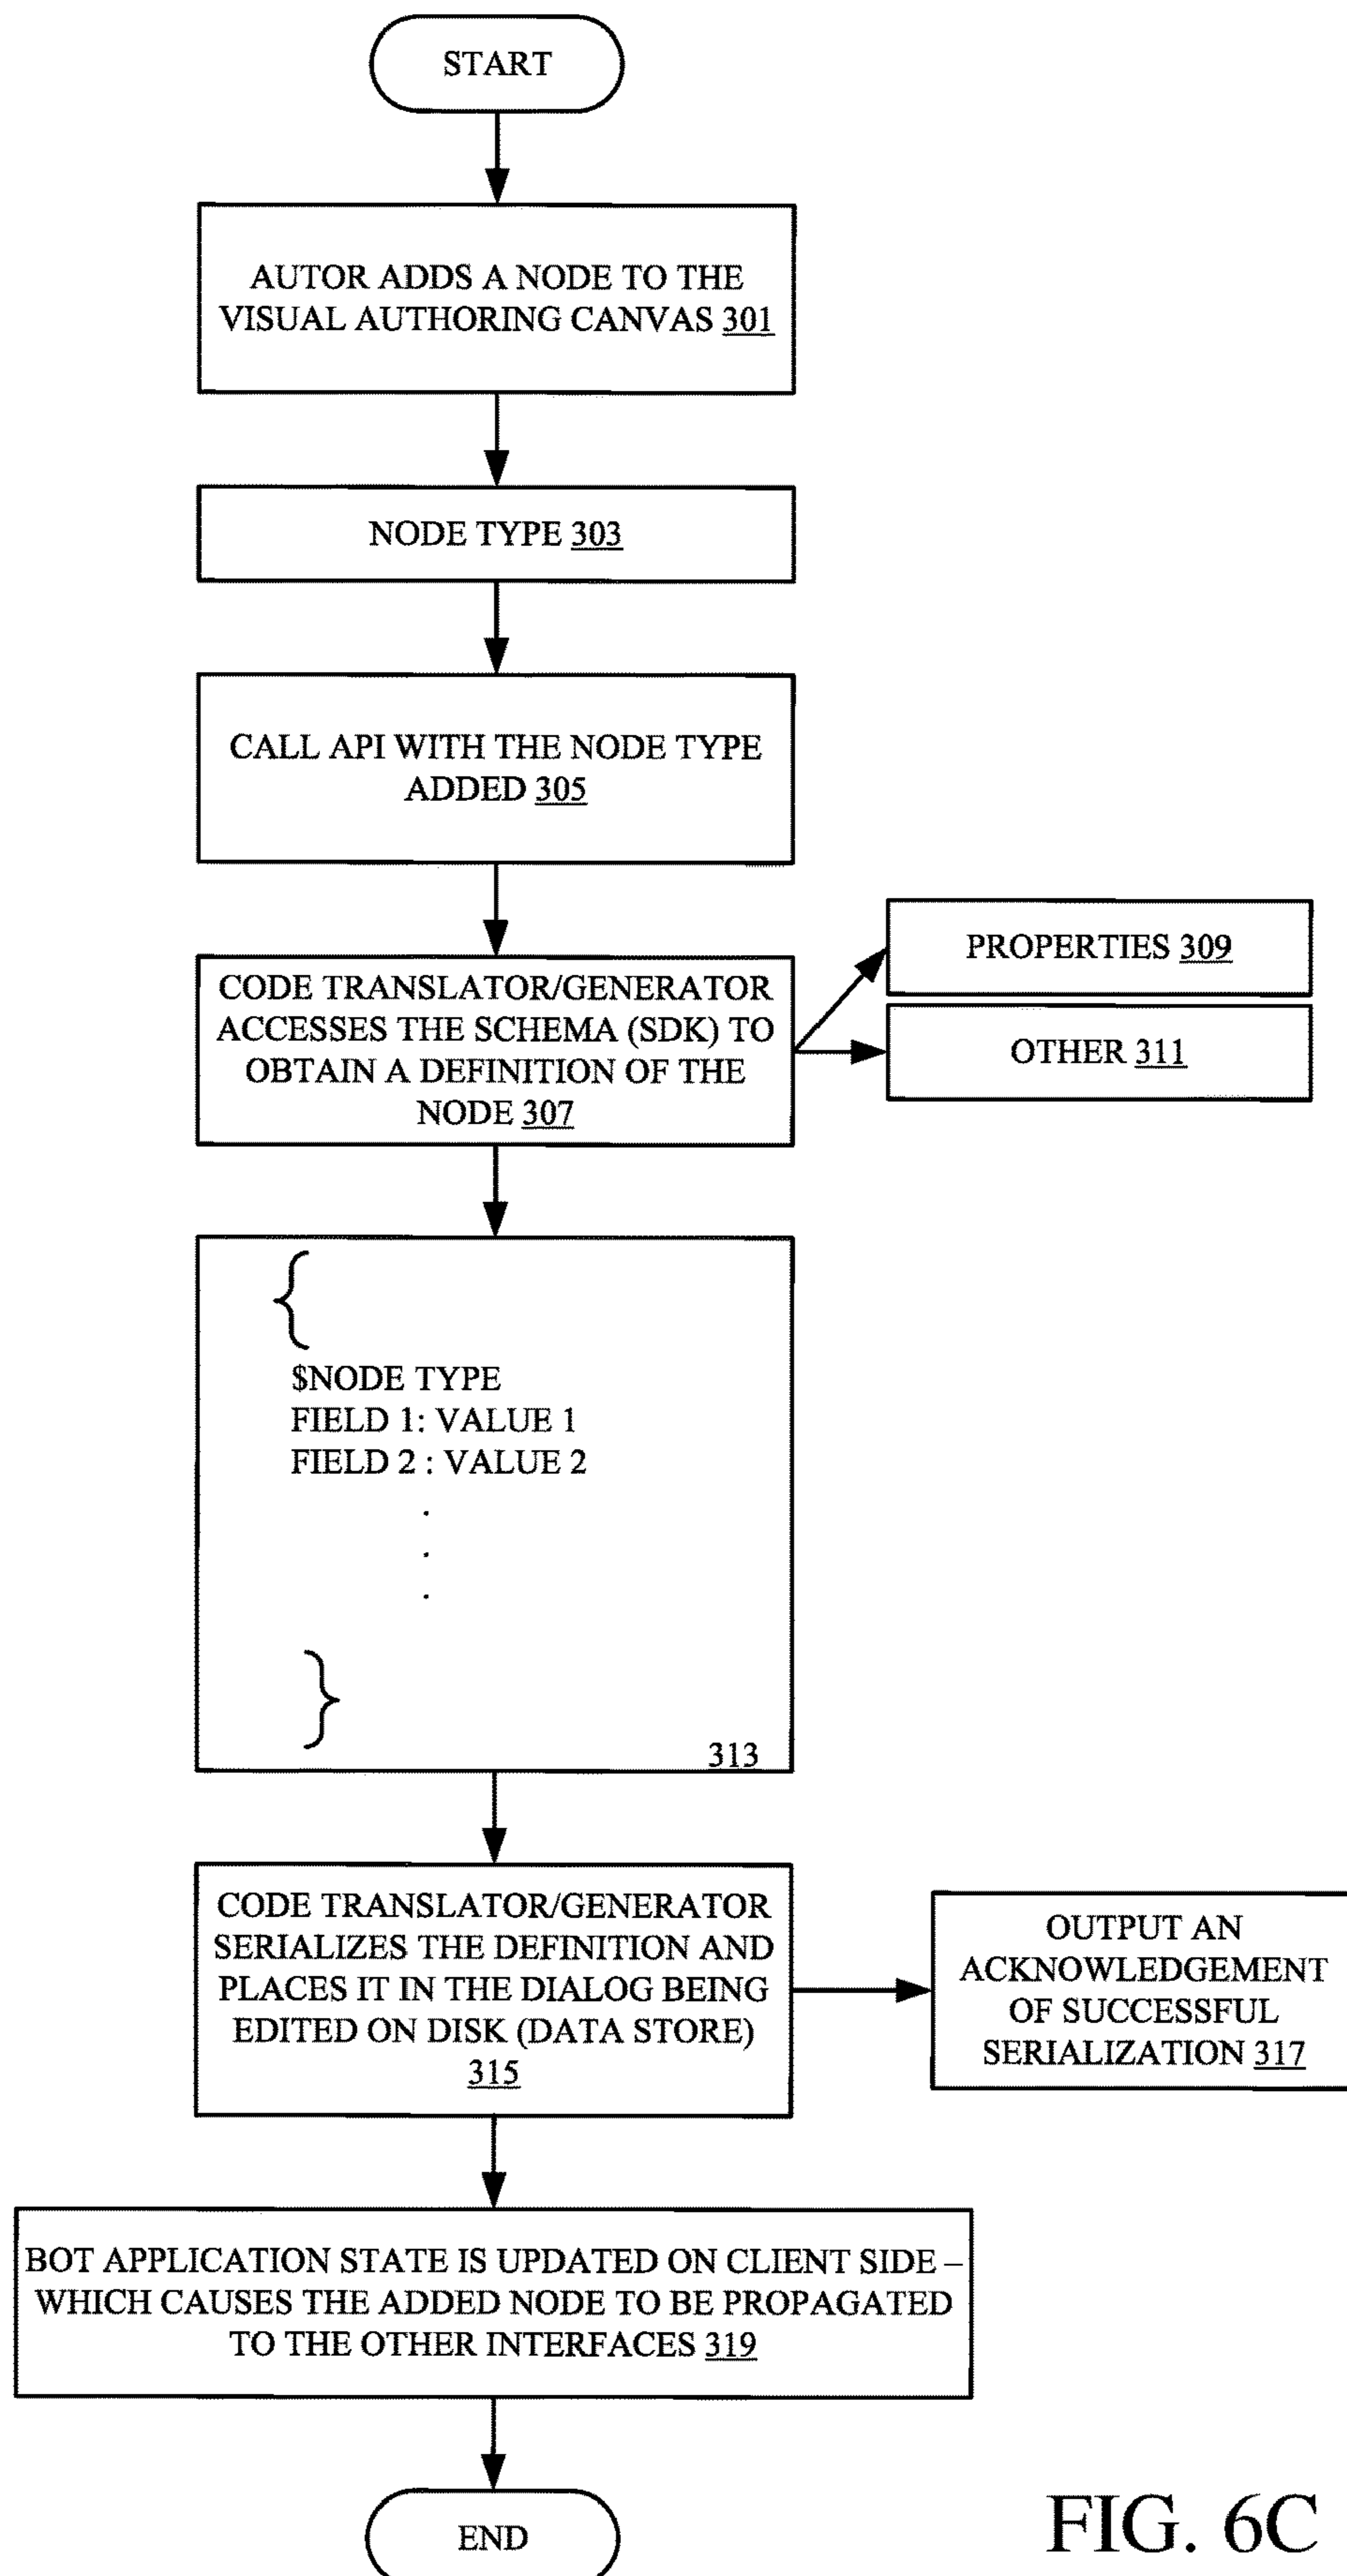 START
AUTOR ADDS A NODE TO THE
VISUAL AUTHORING CANVAS 301
NODE TYPE 303
CALL API WITH THE NODE TYPE
ADDED 305
CODE TRANSLATOR/GENERATOR
ACCESSES THE SCHEMA (SDK) TO
OBTAIN A DEFINITION OF THE
NODE 307
PROPERTIES 309
OTHER 311
{
$NODE TYPE
FIELD 1: VALUE 1
FIELD 2 : VALUE 2
.
.
.
}
313
CODE TRANSLATOR/GENERATOR
SERIALIZES THE DEFINITION AND
PLACES IT IN THE DIALOG BEING
EDITED ON DISK (DATA STORE)
315
OUTPUT AN
ACKNOWLEDGEMENT
OF SUCCESSFUL
SERIALIZATION 317
BOT APPLICATION STATE IS UPDATED ON CLIENT SIDE –
WHICH CAUSES THE ADDED NODE TO BE PROPAGATED
TO THE OTHER INTERFACES 319
END
FIG. 6C